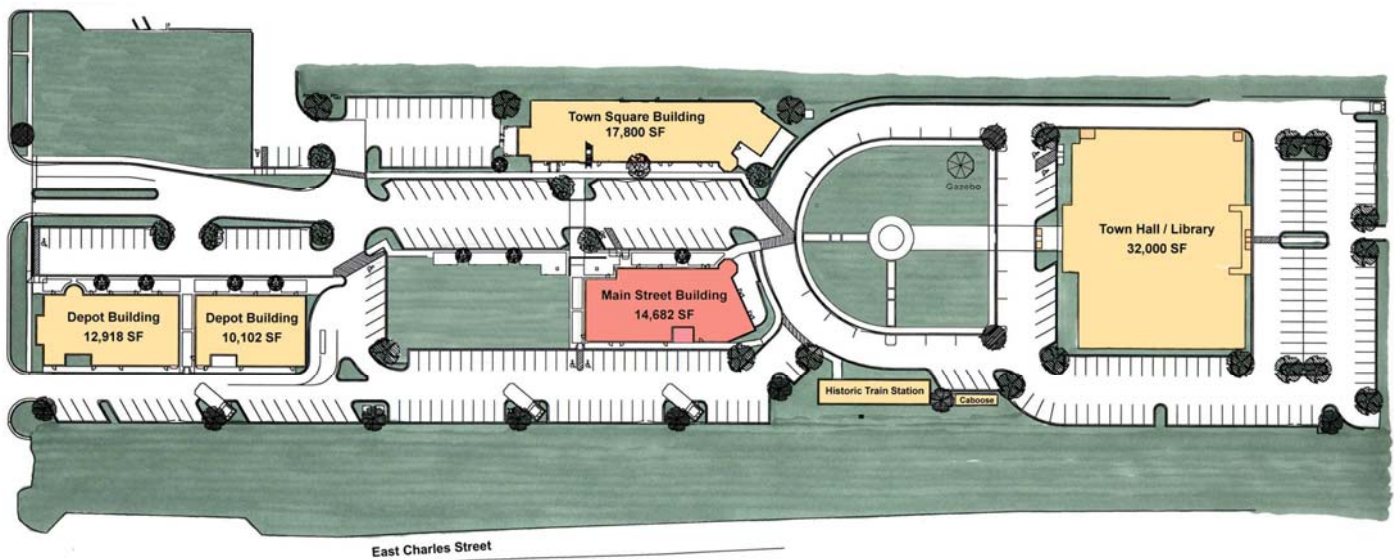 Town Square Building
17,800 SF
Gazebo
Town Hall / Library
32,000 SF
Main Street Building
14,682 SF
Depot Building
12,918 SF
Depot Building
10,102 SF
Historic Train Station
Caboose
East Charles Street